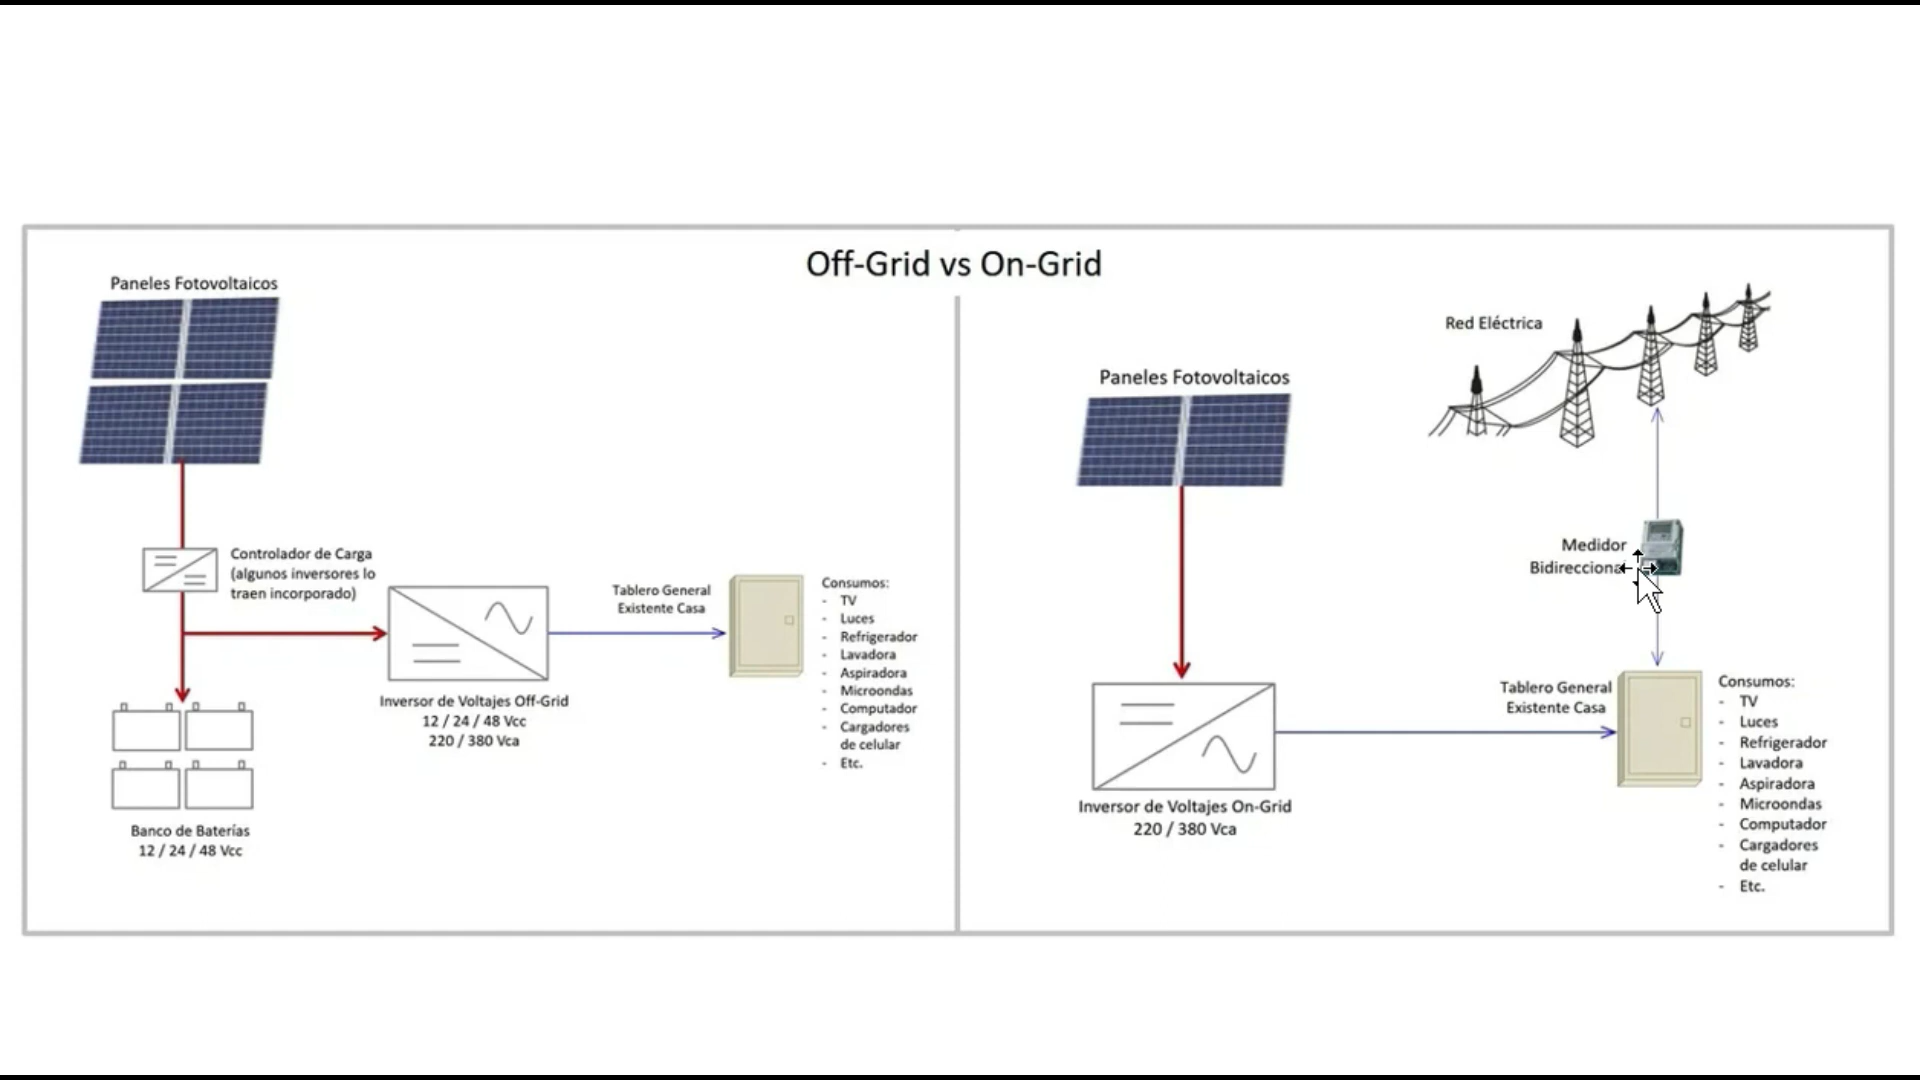 Off-Grid vs On-Grid
Paneles Fotovoltaicos
Controlador de Carga
(algunos inversores lo
traen incorporado)
Inversor de Voltajes Off-Grid
12 / 24 / 48 Vcc
220 / 380 Vca
Banco de Baterías
12 / 24 / 48 Vcc
Tablero General
Existente Casa
Consumos:
- TV
- Luces
- Refrigerador
- Lavadora
- Aspiradora
- Microondas
- Computador
- Cargadores
de celular
- Etc.
Paneles Fotovoltaicos
Red Eléctrica
Medidor
Bidirecciona
Inversor de Voltajes On-Grid
220 / 380 Vca
Tablero General
Existente Casa
Consumos:
- TV
- Luces
- Refrigerador
- Lavadora
- Aspiradora
- Microondas
- Computador
- Cargadores
de celular
- Etc.